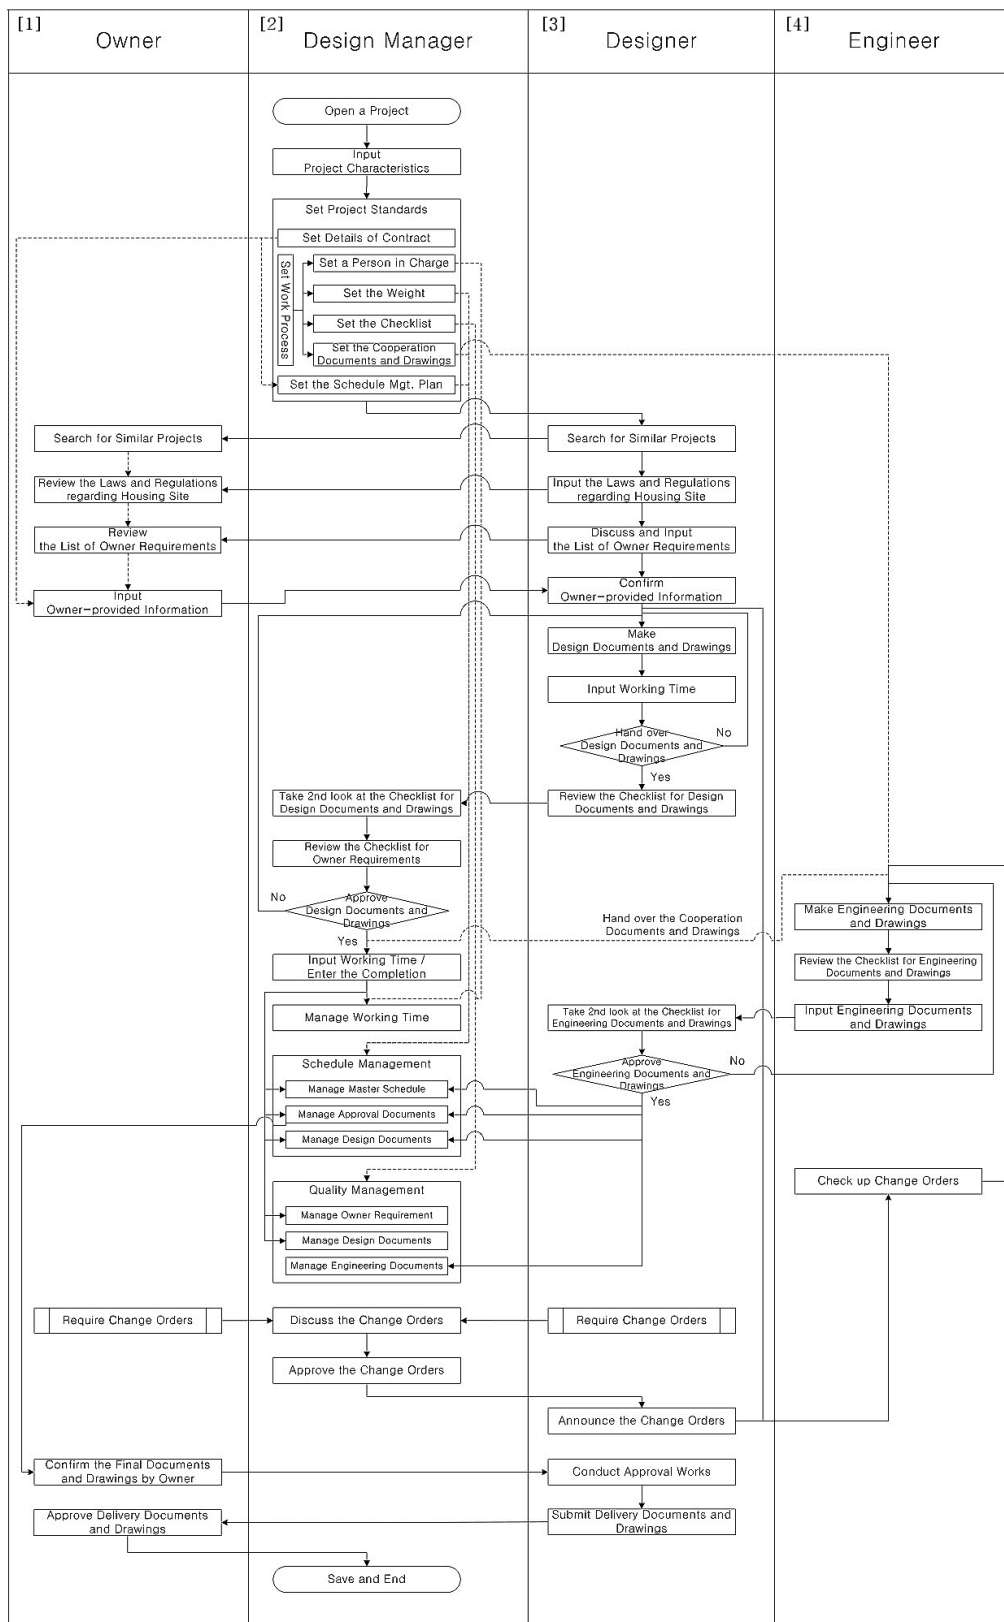 [1]
Owner
[2]
Design Manager
[3]
Designer
[4]
Engineer
Open a Project
Input
Project Characteristics
Set Project Standards
Set Details of Contract
Set Work Process
Set a Person in Charge
Set the Weight
Set the Checklist
Set the Cooperation
Documents and Drawings
Set the Schedule Mgt. Plan
Search for Similar Projects
Search for Similar Projects
Review the Laws and Regulations
regarding Housing Site
Input the Laws and Regulations
regarding Housing Site
Review
the List of Owner Requirements
Discuss and Input
the List of Owner Requirements
Input
Owner-provided Information
Confirm
Owner-provided Information
Make
Design Documents and Drawings
Input Working Time
Hand over
Design Documents and
Drawings
No
Yes
Take 2nd look at the Checklist for
Design Documents and Drawings
Review the Checklist for Design
Documents and Drawings
Review the Checklist for
Owner Requirements
No
Approve
Design Documents and
Drawings
Yes
Hand over the Cooperation
Documents and Drawings
Make Engineering Documents
and Drawings
Input Working Time /
Enter the Completion
Review the Checklist for Engineering
Documents and Drawings
Manage Working Time
Take 2nd look at the Checklist for
Engineering Documents and Drawings
Input Engineering Documents
and Drawings
Schedule Management
Manage Master Schedule
Manage Approval Documents
Manage Design Documents
Approve
Engineering Documents and
Drawings
No
Yes
Quality Management
Manage Owner Requirement
Manage Design Documents
Manage Engineering Documents
Check up Change Orders
Require Change Orders
Discuss the Change Orders
Require Change Orders
Approve the Change Orders
Announce the Change Orders
Confirm the Final Documents
and Drawings by Owner
Conduct Approval Works
Approve Delivery Documents
and Drawings
Submit Delivery Documents and
Drawings
Save and End